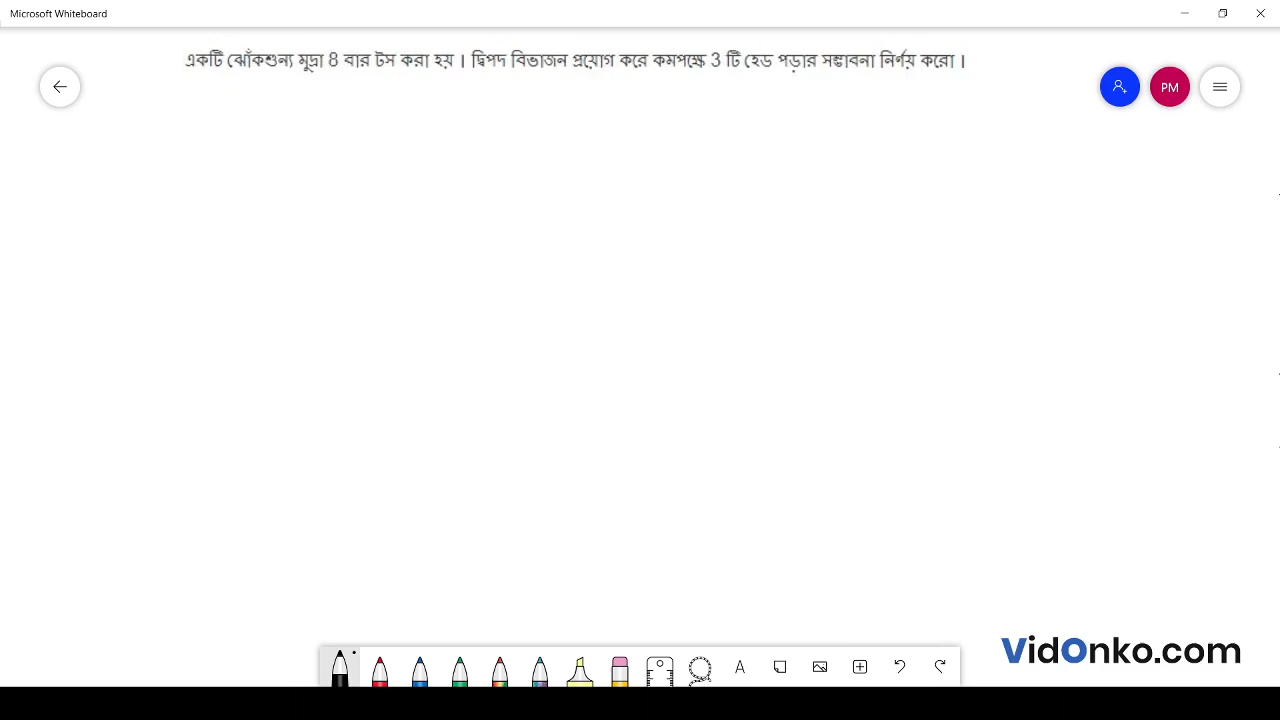 Microsoft Whiteboard
একটি ঝোঁকশুন্য মুদ্রা 8 বার টস করা হয় । দ্বিপদ বিভাজন প্রয়োগ করে কমপক্ষে 3 টি হেড পড়ার সম্ভাবনা নির্ণয় করো ।
PM
A
VidOnko.com